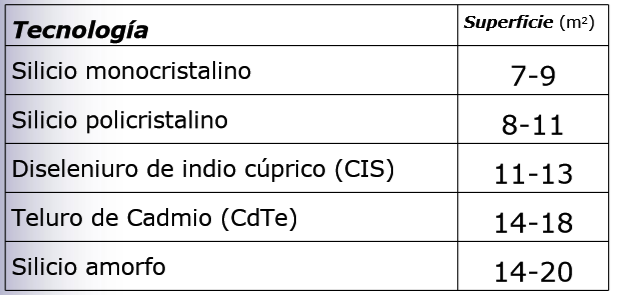 Tecnología Superficie (m²)
Silicio monocristalino 7-9
Silicio policristalino 8-11
Diseleniuro de indio cúprico (CIS) 11-13
Teluro de Cadmio (CdTe) 14-18
Silicio amorfo 14-20